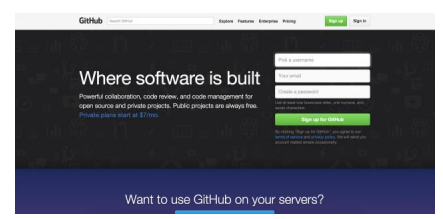 GitHub
Search GitHub
Explore Features Enterprise Pricing
Sign up
Sign in
Pick a username
Your email
Create a password
Use at least one lowercase letter, one numeral, and seven characters.
Sign up for GitHub
By clicking "Sign up for GitHub", you agree to our
terms of service and privacy policy. We will send you
account related emails occasionally.
Where software is built
Powerful collaboration, code review, and code management for
open source and private projects. Public projects are always free.
Private plans start at $7/mo.
Want to use GitHub on your servers?